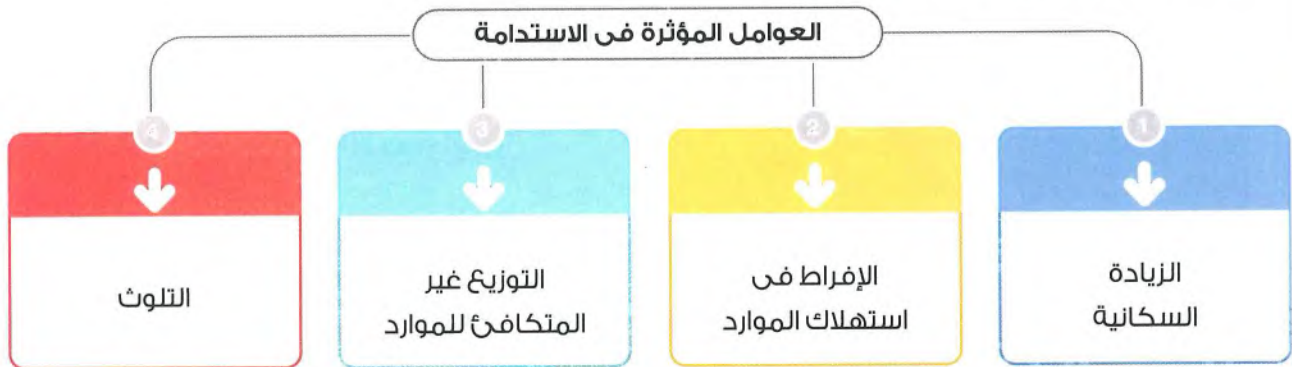 العوامل المؤثرة فى الاستدامة
1
الزيادة
السكانية
2
الإفراط فى
استهلاك الموارد
3
التوزيع غير
المتكافئ للموارد
4
التلوث